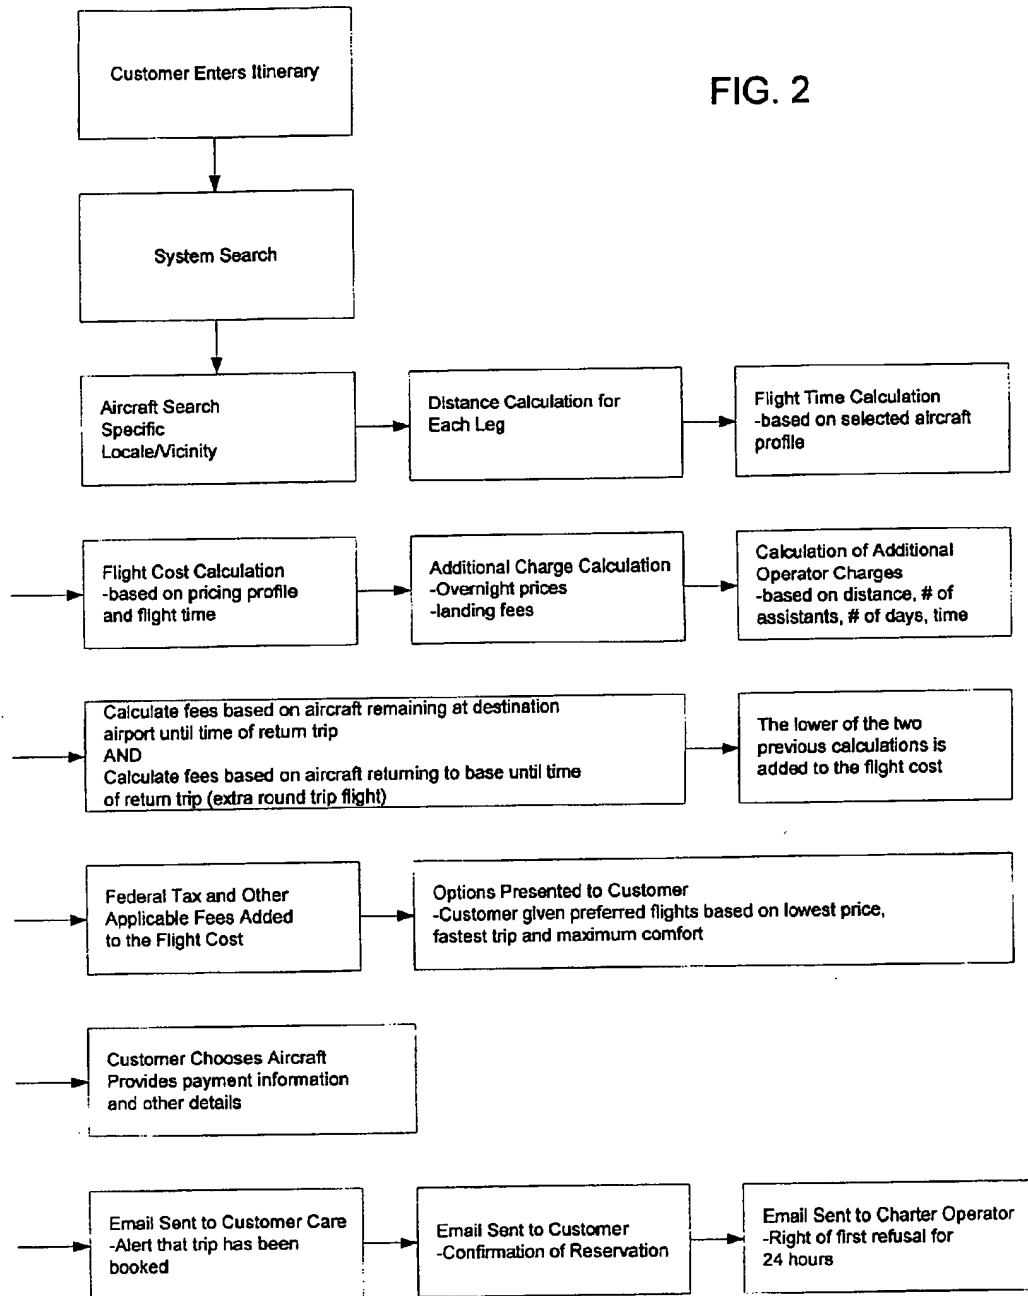 Customer Enters Itinerary
FIG. 2
System Search
Aircraft Search
Specific
Locale/Vicinity
Distance Calculation for
Each Leg
Flight Time Calculation
-based on selected aircraft
profile
Flight Cost Calculation
-based on pricing profile
and flight time
Additional Charge Calculation
-Overnight prices
-landing fees
Calculation of Additional
Operator Charges
-based on distance, # of
assistants, # of days, time
Calculate fees based on aircraft remaining at destination
airport until time of return trip
AND
Calculate fees based on aircraft returning to base until time
of return trip (extra round trip flight)
The lower of the two
previous calculations is
added to the flight cost
Federal Tax and Other
Applicable Fees Added
to the Flight Cost
Options Presented to Customer
-Customer given preferred flights based on lowest price,
fastest trip and maximum comfort
Customer Chooses Aircraft
Provides payment information
and other details
Email Sent to Customer Care
-Alert that trip has been
booked
Email Sent to Customer
-Confirmation of Reservation
Email Sent to Charter Operator
-Right of first refusal for
24 hours